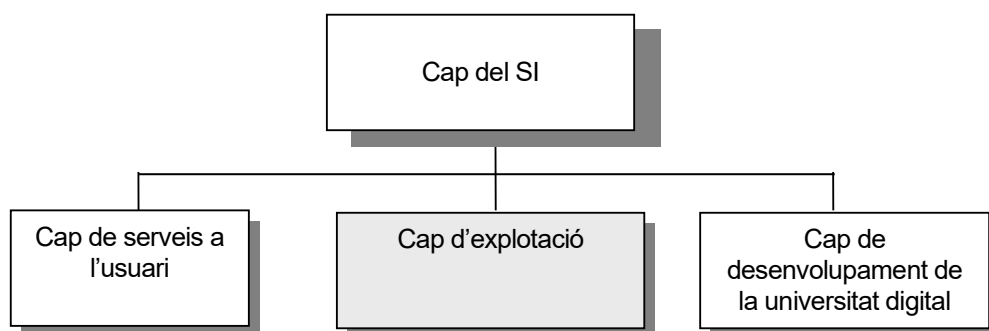 Cap del SI
Cap de serveis a
l’usuari
Cap d’explotació
Cap de
desenvolupament de
la universitat digital